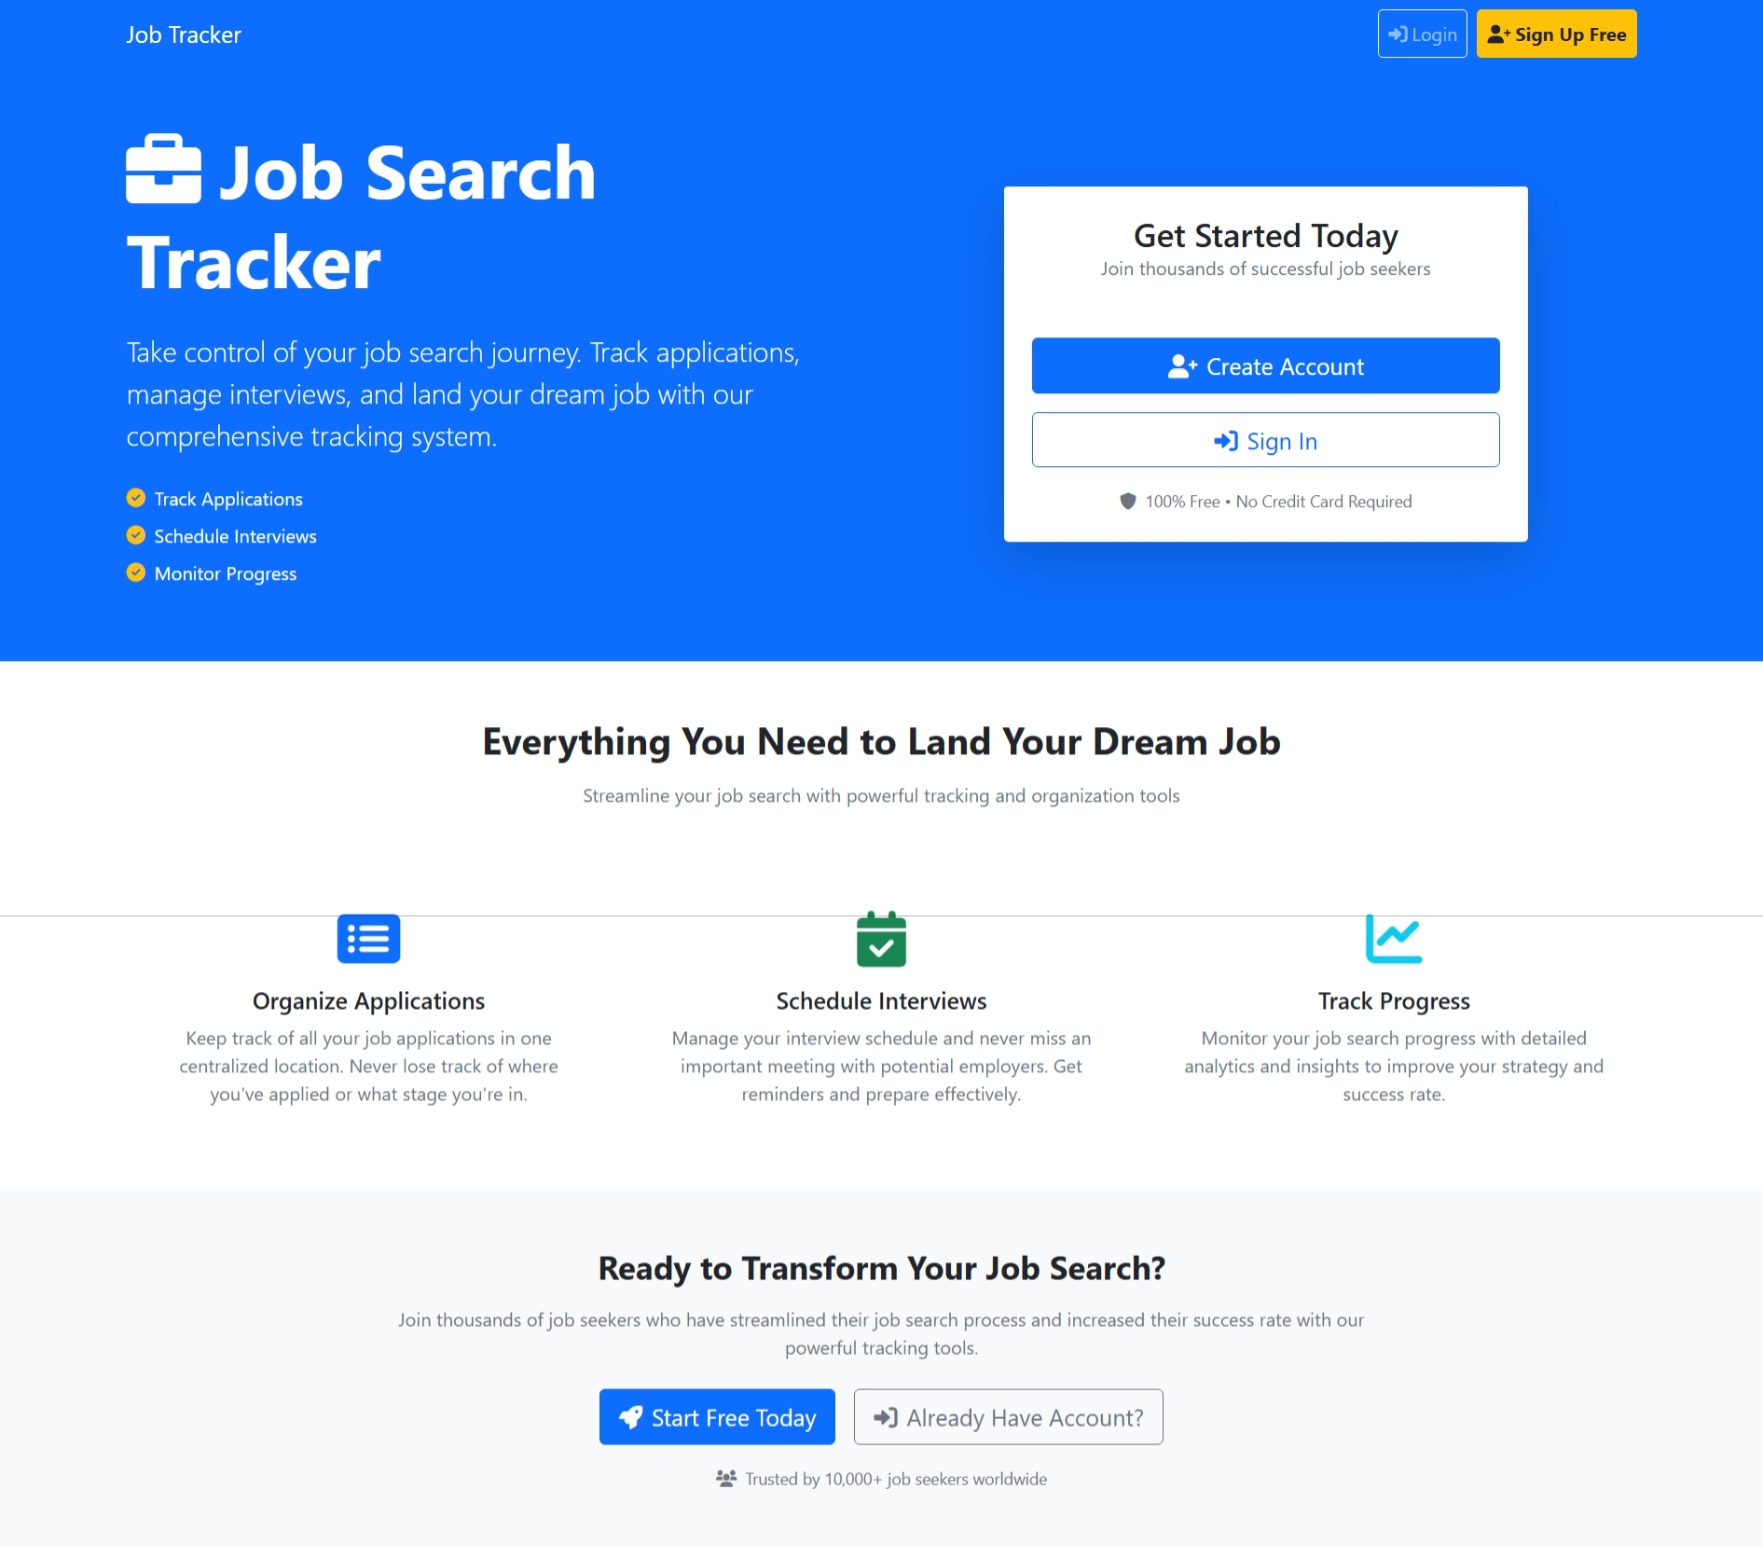 Job Tracker
Login
Sign Up Free
Job Search
Tracker
Take control of your job search journey. Track applications,
manage interviews, and land your dream job with our
comprehensive tracking system.
Track Applications
Schedule Interviews
Monitor Progress
Get Started Today
Join thousands of successful job seekers
Create Account
Sign In
100% Free • No Credit Card Required
Everything You Need to Land Your Dream Job
Streamline your job search with powerful tracking and organization tools
Organize Applications
Keep track of all your job applications in one
centralized location. Never lose track of where
you've applied or what stage you're in.
Schedule Interviews
Manage your interview schedule and never miss an
important meeting with potential employers. Get
reminders and prepare effectively.
Track Progress
Monitor your job search progress with detailed
analytics and insights to improve your strategy and
success rate.
Ready to Transform Your Job Search?
Join thousands of job seekers who have streamlined their job search process and increased their success rate with our
powerful tracking tools.
Start Free Today
Already Have Account?
Trusted by 10,000+ job seekers worldwide